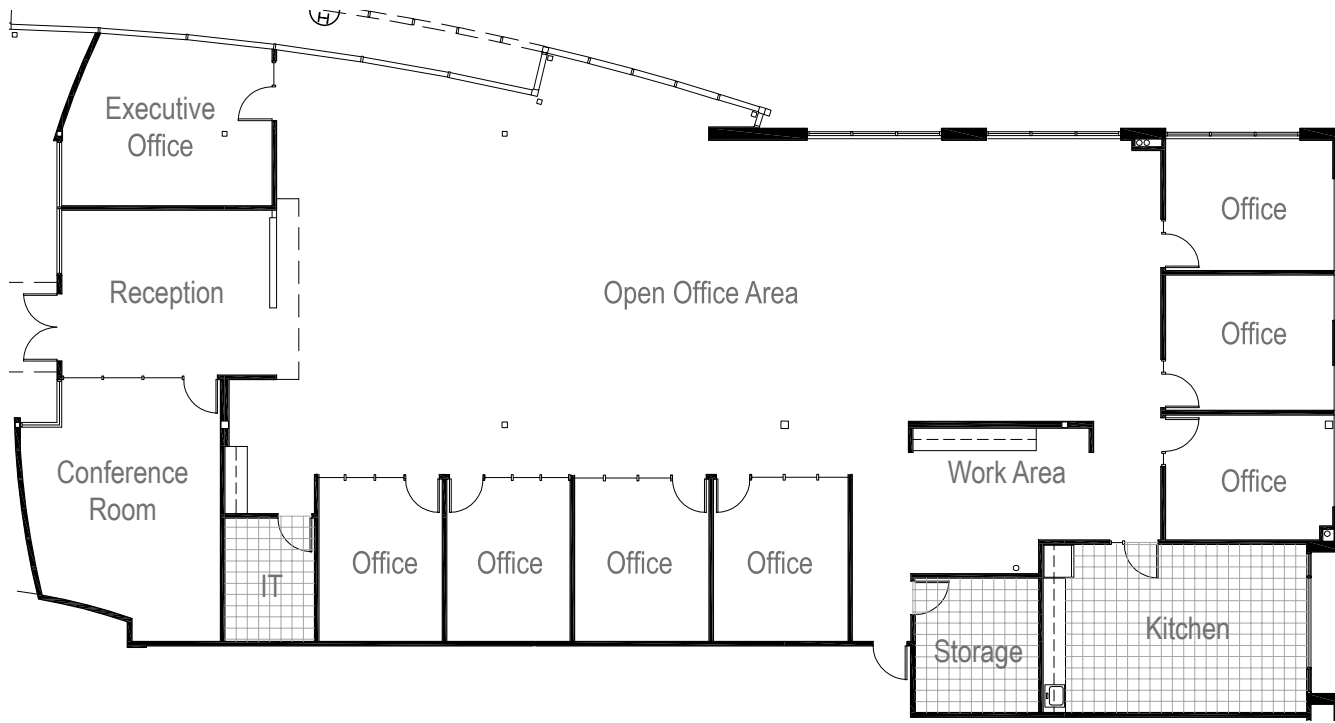 H
Executive
Office
Office
Reception
Open Office Area
Office
Conference
Room
Work Area
Office
IT
Office
Office
Office
Office
Storage
Kitchen